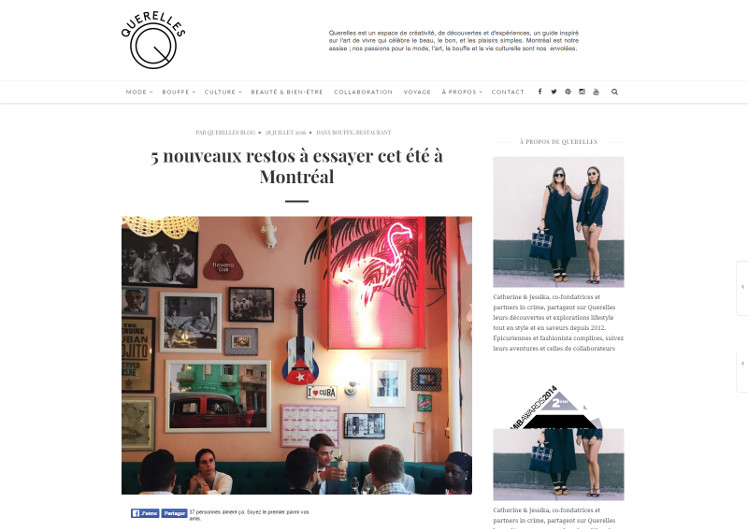 QUERELLES
Querelles est un espace de créativité, de découvertes et d'expériences, un guide inspiré
sur l'art de vivre qui célèbre le beau, le bon, et les plaisirs simples. Montréal est notre
assise ; nos passions pour la mode, l'art, la bouffe et la vie culturelle sont nos envolées.
MODE BOUFFE CULTURE BEAUTÉ & BIEN-ÊTRE COLLABORATION VOYAGE À PROPOS CONTACT
PAR QUERELLES BLOG • 28 JUILLET 2016 • DANS BOUFFE, RESTAURANT
5 nouveaux restos à essayer cet été à
Montréal
Havana
Club
UBAN
OJITO
I ♥ CUBA
J'aime Partager 37 personnes aiment ça. Soyez le premier parmi vos
amis.
À PROPOS DE QUERELLES
Catherine & Jessika, co-fondatrices et
partners in crime, partagent sur Querelles
leurs découvertes et explorations lifestyle
tout en style et en saveurs depuis 2012.
Épicuriennes et fashionista complices, suivez
leurs aventures et celles de collaborateurs
MiBAWARDS2014
2ÈME
Catherine & Jessika, co-fondatrices et
partners in crime, partagent sur Querelles